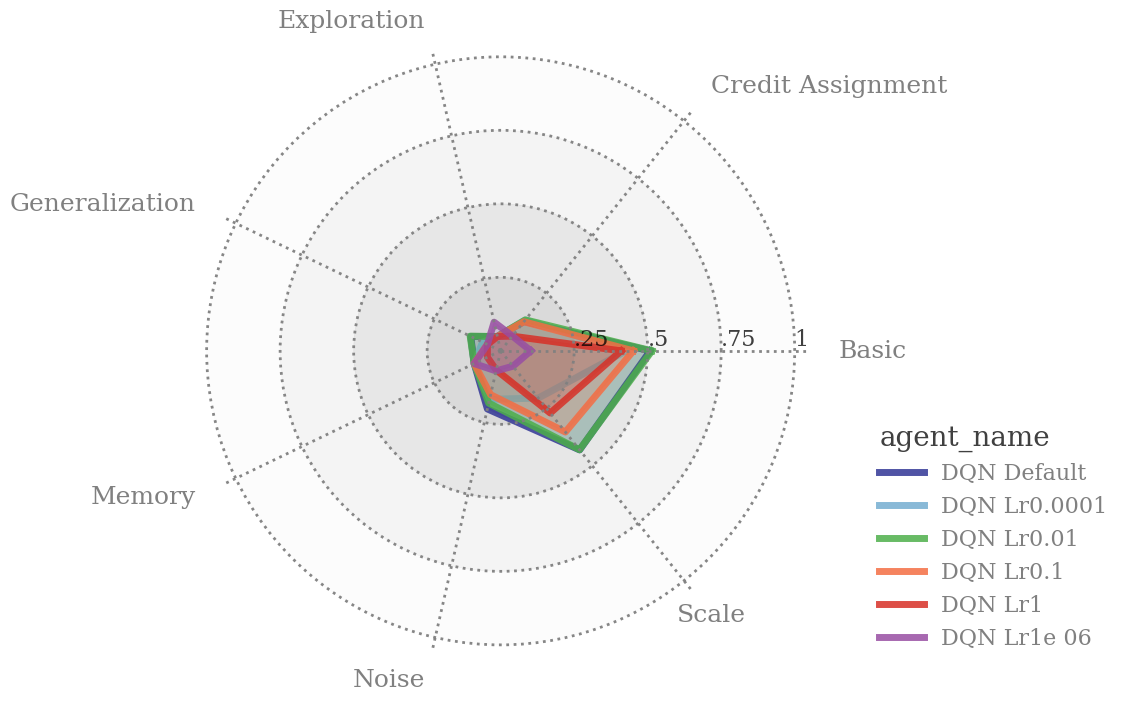 Exploration
Credit Assignment
Generalization
.25
.5
.75
1
Basic
agent_name
DQN Default
Memory
DQN Lr0.0001
DQN Lr0.01
DQN Lr0.1
DQN Lr1
Scale
DQN Lr1e 06
Noise